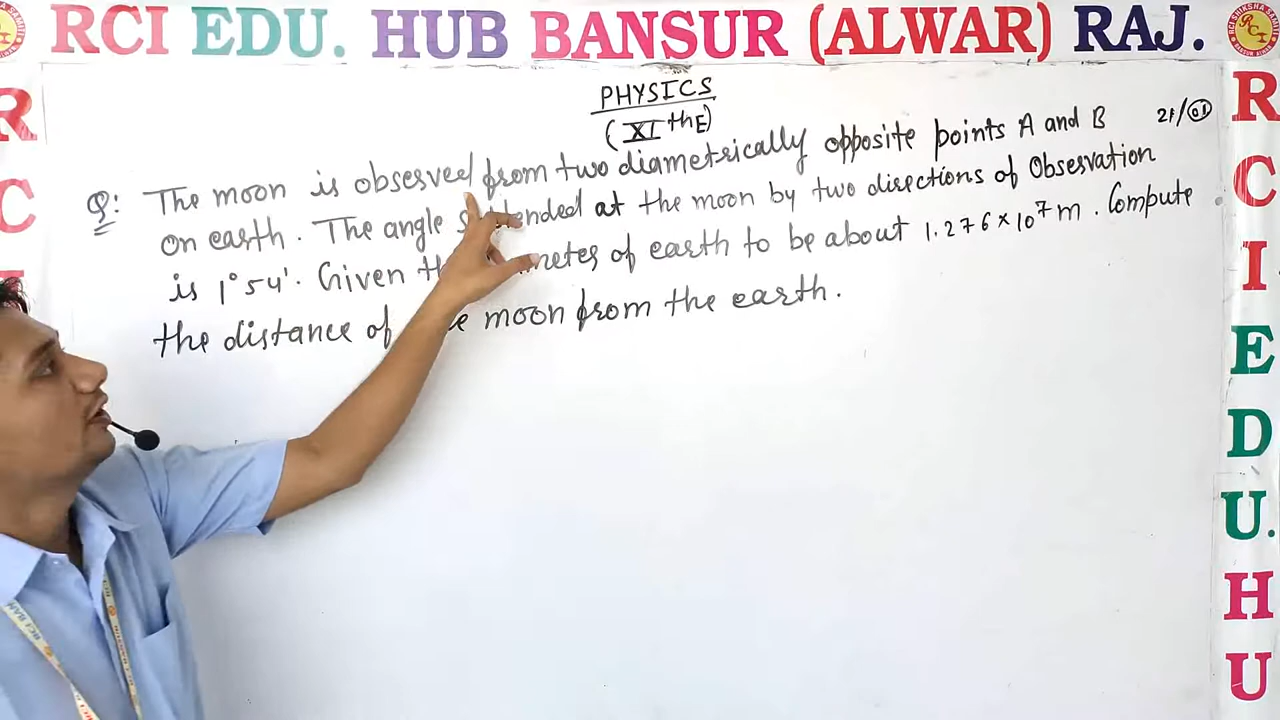 RCI EDU. HUB BANSUR (ALWAR) RAJ.
PHYSICS
(XI thE)
21/01
Q: The moon is observed from two diametrically opposite points A and B
on earth. The angle at the moon by two directions of Observation
is 1° 54'. Given of earth to be about 1.276 × 10⁷ m. Compute
the distance of moon from the earth.
R
C
I
E
D
U.
H
U
R
C